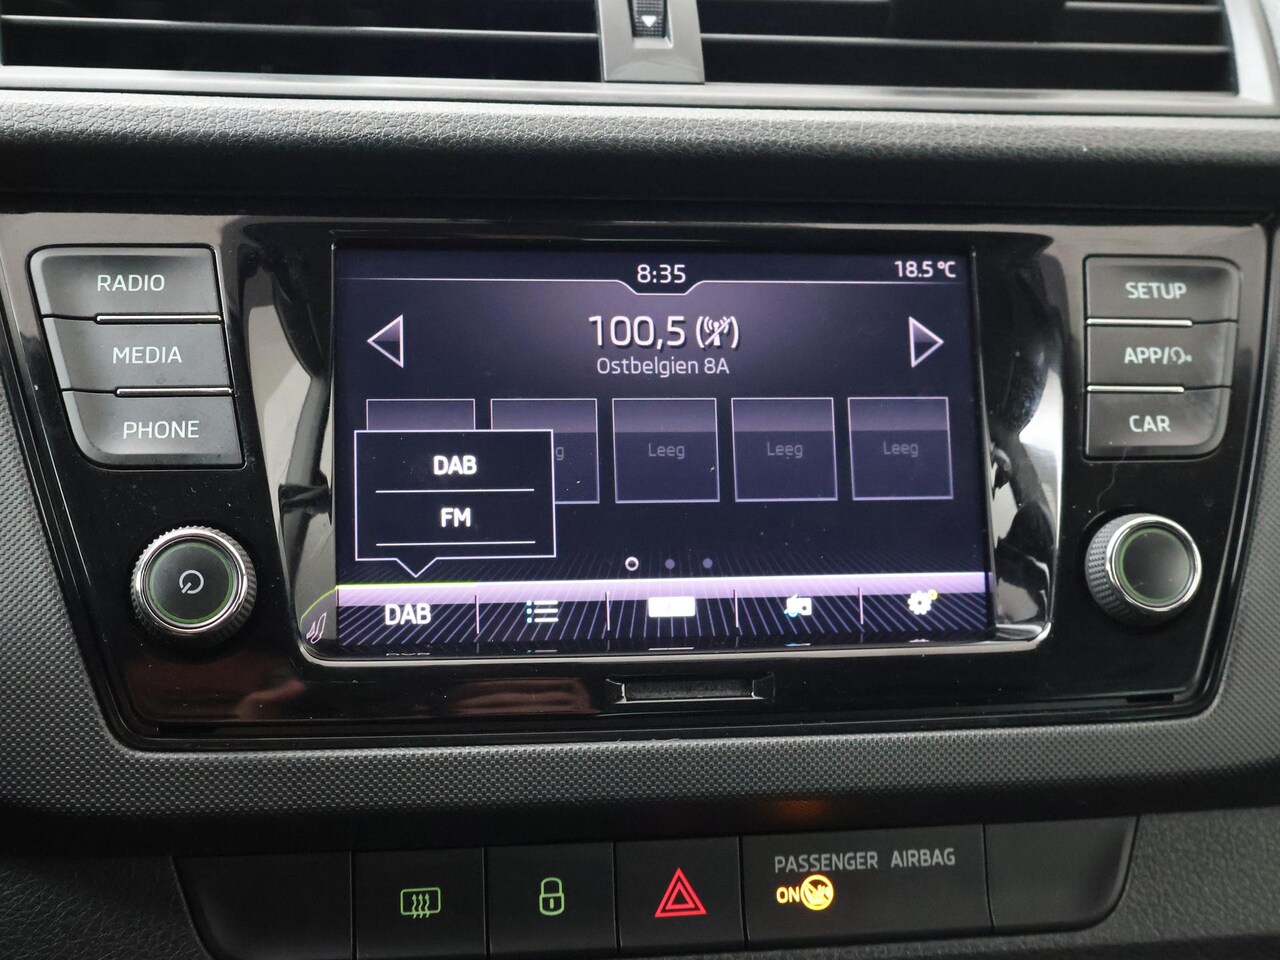 RADIO
MEDIA
PHONE
8:35
18.5 °C
100,5
Ostbelgien 8A
Leeg
Leeg
Leeg
DAB
FM
DAB
SETUP
APP/
CAR
PASSENGER AIRBAG
ON